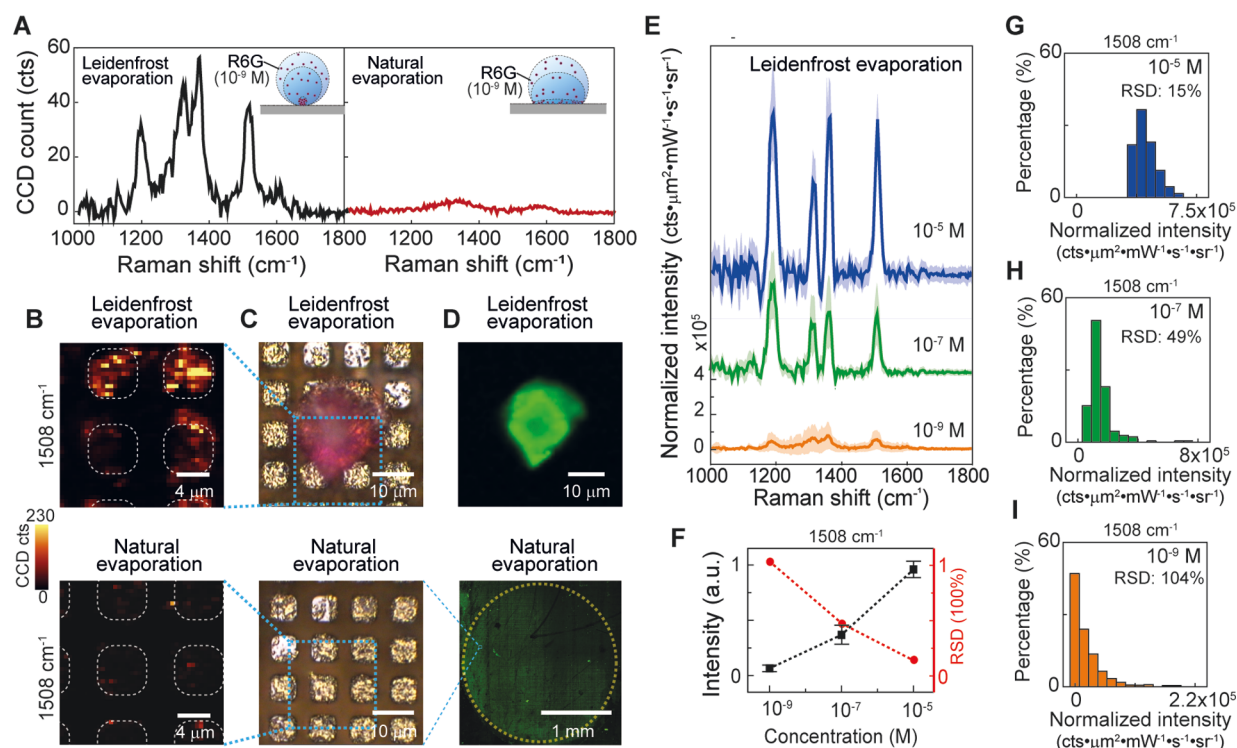 A
CCD count (cts)
60
40
20
0
Leidenfrost
evaporation
R6G
(10⁻⁹ M)
Natural
evaporation
R6G
(10⁻⁹ M)
1000 1200 1400 1600 1800
1000 1200 1400 1600 1800
Raman shift (cm⁻¹)
Raman shift (cm⁻¹)
B
Leidenfrost
evaporation
1508 cm⁻¹
4 μm
CCD cts
230
0
Natural
evaporation
1508 cm⁻¹
4 μm
C
Leidenfrost
evaporation
10 μm
Natural
evaporation
10 μm
D
Leidenfrost
evaporation
10 μm
Natural
evaporation
1 mm
E
Normalized intensity (cts•μm²•mW⁻¹•s⁻¹•sr⁻¹)
x10⁵
Leidenfrost evaporation
10⁻⁵ M
10⁻⁷ M
10⁻⁹ M
4
2
0
1000 1200 1400 1600 1800
Raman shift (cm⁻¹)
F
1508 cm⁻¹
Intensity (a.u.)
1
0
RSD (100%)
1
0
10⁻⁹ 10⁻⁷ 10⁻⁵
Concentration (M)
G
1508 cm⁻¹
Percentage (%)
60
0
10⁻⁵ M
RSD: 15%
0 7.5x10⁵
Normalized intensity
(cts•μm²•mW⁻¹•s⁻¹•sr⁻¹)
H
1508 cm⁻¹
Percentage (%)
60
0
10⁻⁷ M
RSD: 49%
0 8x10⁵
Normalized intensity
(cts•μm²•mW⁻¹•s⁻¹•sr⁻¹)
I
1508 cm⁻¹
Percentage (%)
60
0
10⁻⁹ M
RSD: 104%
0 2.2x10⁵
Normalized intensity
(cts•μm²•mW⁻¹•s⁻¹•sr⁻¹)